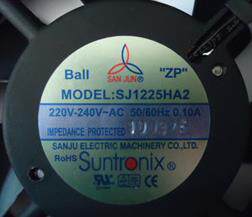 Ball SAN JUN "ZP"
MODEL:SJ1225HA2
220V-240V~AC 50/60Hz 0.10A
IMPEDANCE PROTECTED
SANJU ELECTRIC MACHINERY CO.LTD.
RoHS Suntronix